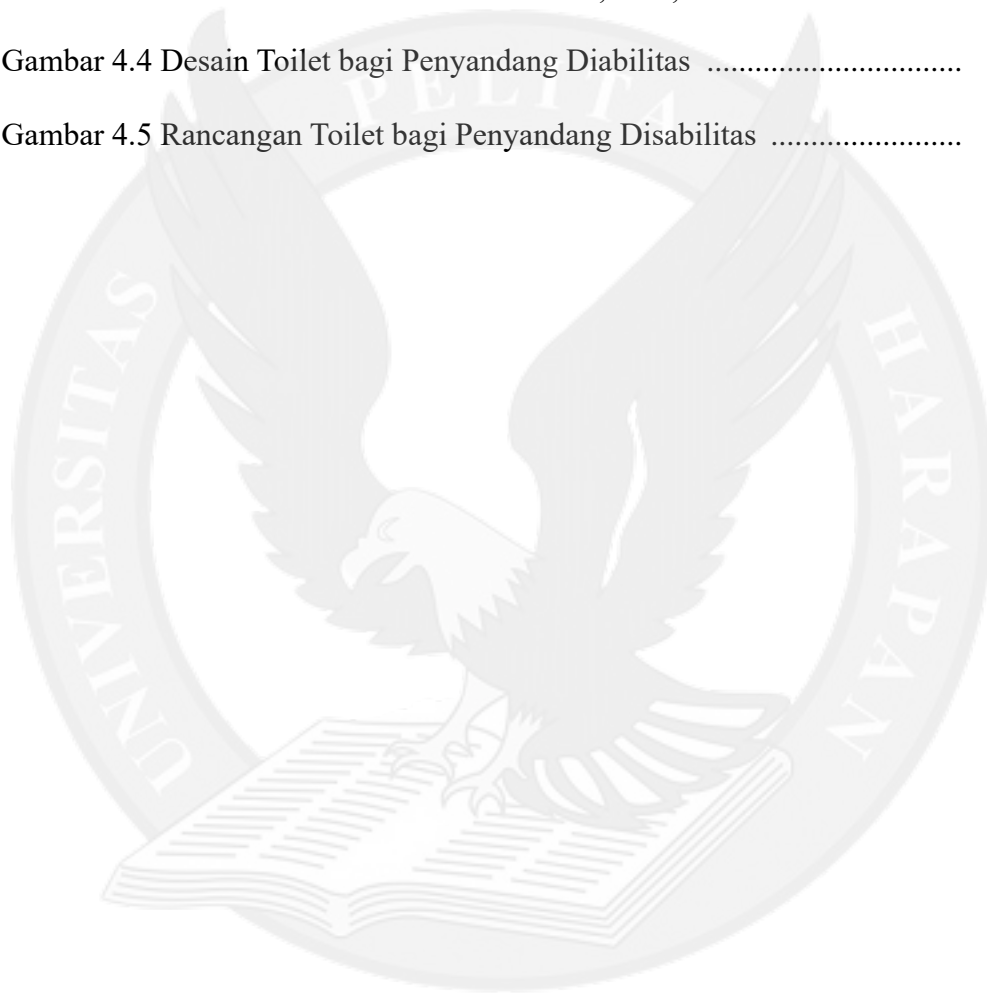 Gambar 4.4 Desain Toilet bagi Penyandang Diabilitas ................................
Gambar 4.5 Rancangan Toilet bagi Penyandang Disabilitas ........................
UNIVERSITAS PELITA HARAPAN